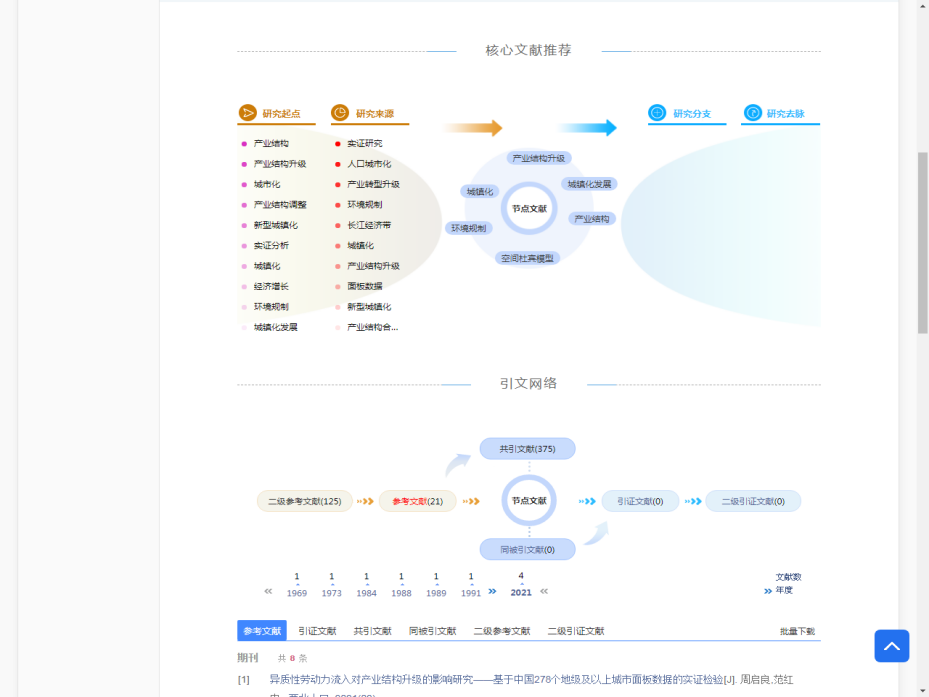 核心文献推荐
研究起点
研究来源
研究分支
研究去脉
产业结构
产业结构升级
城市化
产业结构调整
新型城镇化
实证分析
城镇化
经济增长
环境规制
城镇化发展
实证研究
人口城市化
产业转型升级
环境规制
长江经济带
城镇化
产业结构升级
面板数据
新型城镇化
产业结构合...
产业结构升级
城镇化
城镇化发展
节点文献
产业结构
环境规制
空间杜宾模型
引文网络
共引文献(375)
二级参考文献(125)
参考文献(21)
节点文献
引证文献(0)
二级引证文献(0)
同被引文献(0)
1 1 1 1 1 1 4 文献数
1969 1973 1984 1988 1989 1991 2021 年度
参考文献 引证文献 共引文献 同被引文献 二级参考文献 二级引证文献 批量下载
期刊 共 8 条
[1] 异质性劳动力流入对产业结构升级的影响研究——基于中国278个地级及以上城市面板数据的实证检验[J]. 周启良,范红